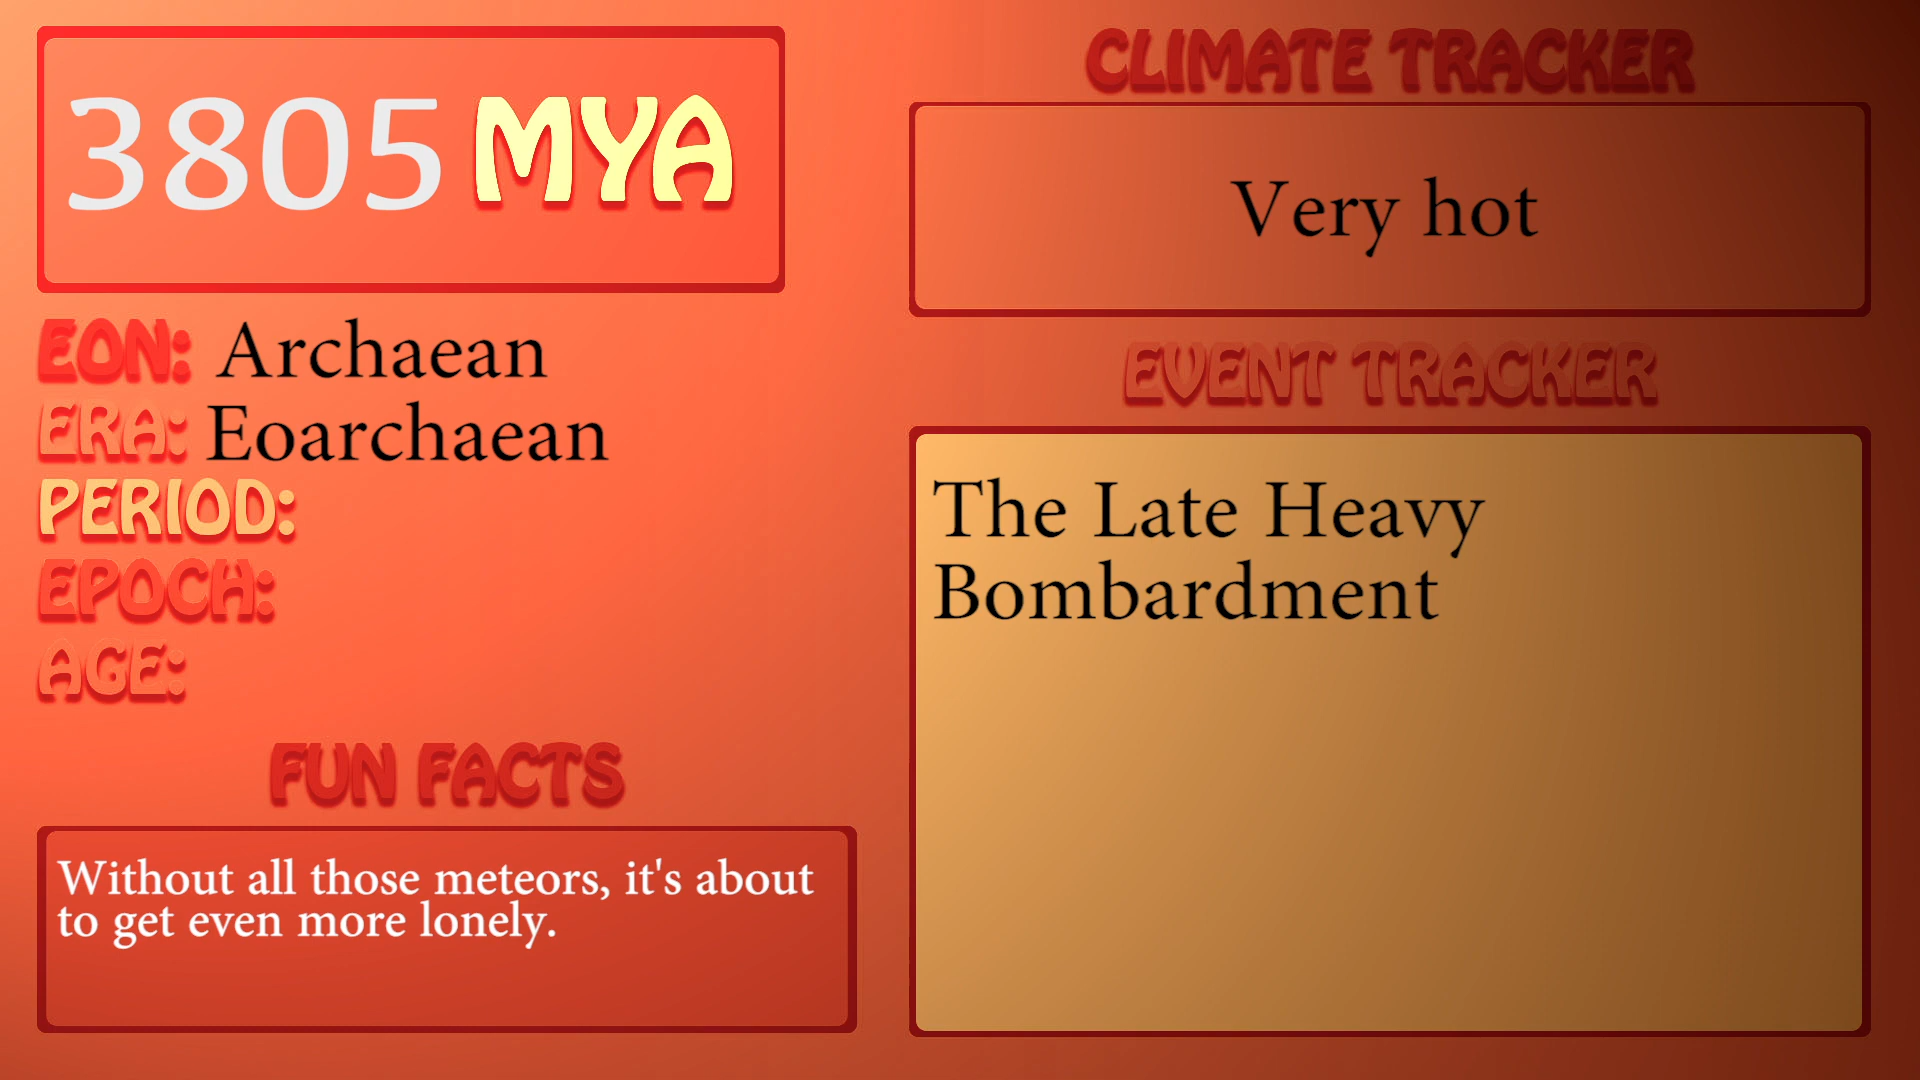 3805 MYA
EON: Archaean
ERA: Eoarchaean
PERIOD:
EPOCH:
AGE:
FUN FACTS
Without all those meteors, it's about
to get even more lonely.
CLIMATE TRACKER
Very hot
EVENT TRACKER
The Late Heavy
Bombardment